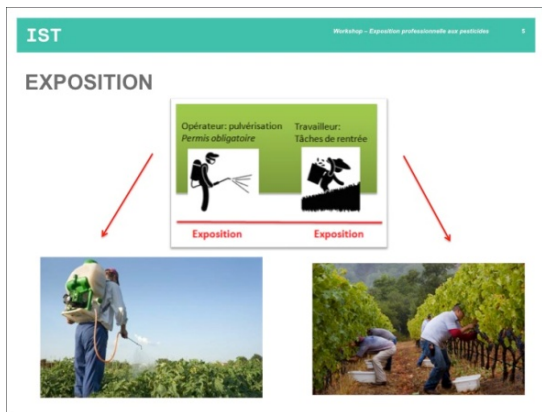 IST
Workshop – Exposition professionnelle aux pesticides 5
EXPOSITION
Opérateur: pulvérisation
Permis obligatoire
Travailleur:
Tâches de rentrée
Exposition
Exposition